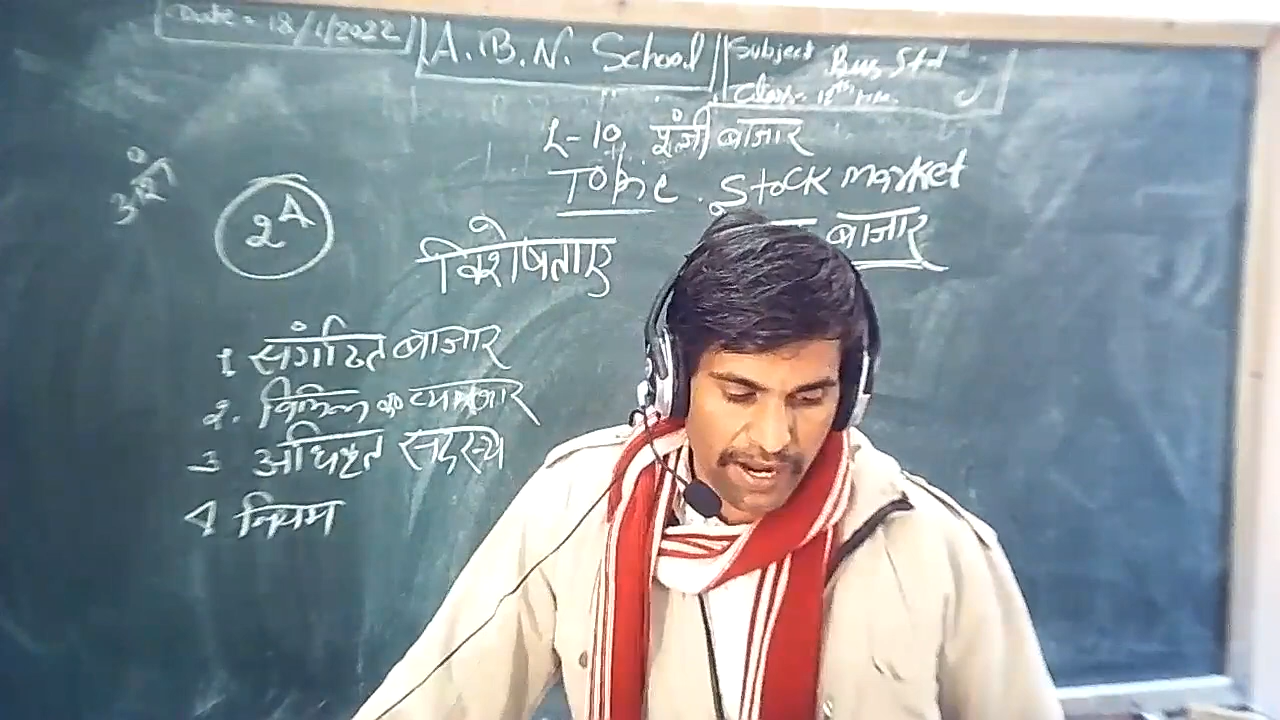 Date = 18/1/2022
A.B.N. School
Subject Bus Std
Class- 12th
L-10 पूंजी बाजार
Topic . Stock market
बाजार
2A
विशेषताए
1 संगठित बाजार
2.
3 अधिकृत सदस्य
4 नियम